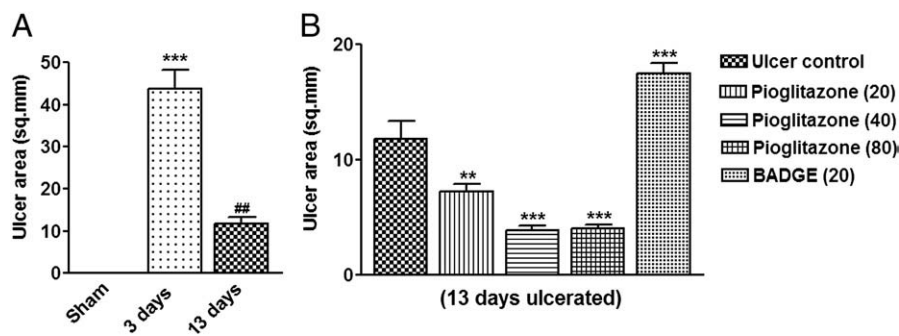 A
Ulcer area (sq.mm)
50
40
30
20
10
0
***
##
Sham
3 days
13 days
B
Ulcer area (sq.mm)
20
10
0
**
***
***
***
(13 days ulcerated)
Ulcer control
Pioglitazone (20)
Pioglitazone (40)
Pioglitazone (80)
BADGE (20)